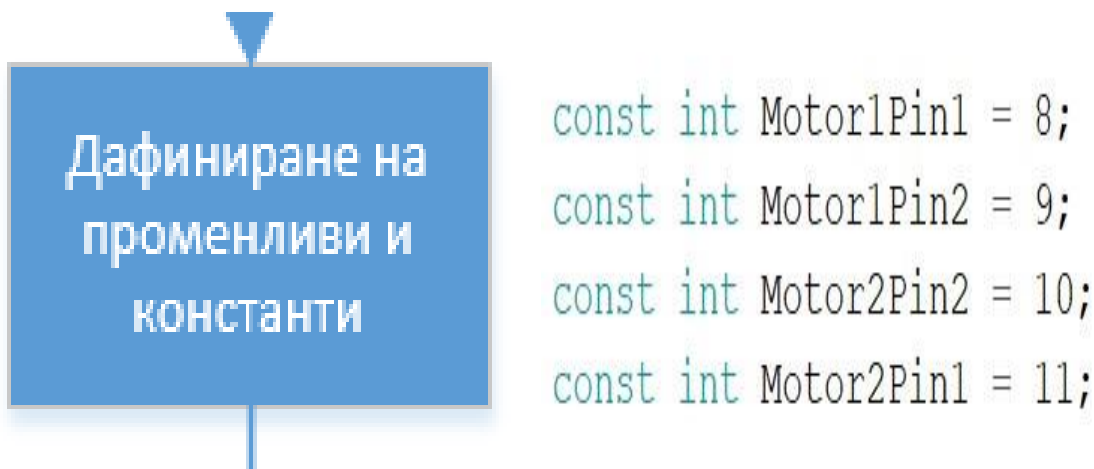 Дафиниране на
променливи и
константи
const int Motor1Pin1 = 8;
const int Motor1Pin2 = 9;
const int Motor2Pin2 = 10;
const int Motor2Pin1 = 11;